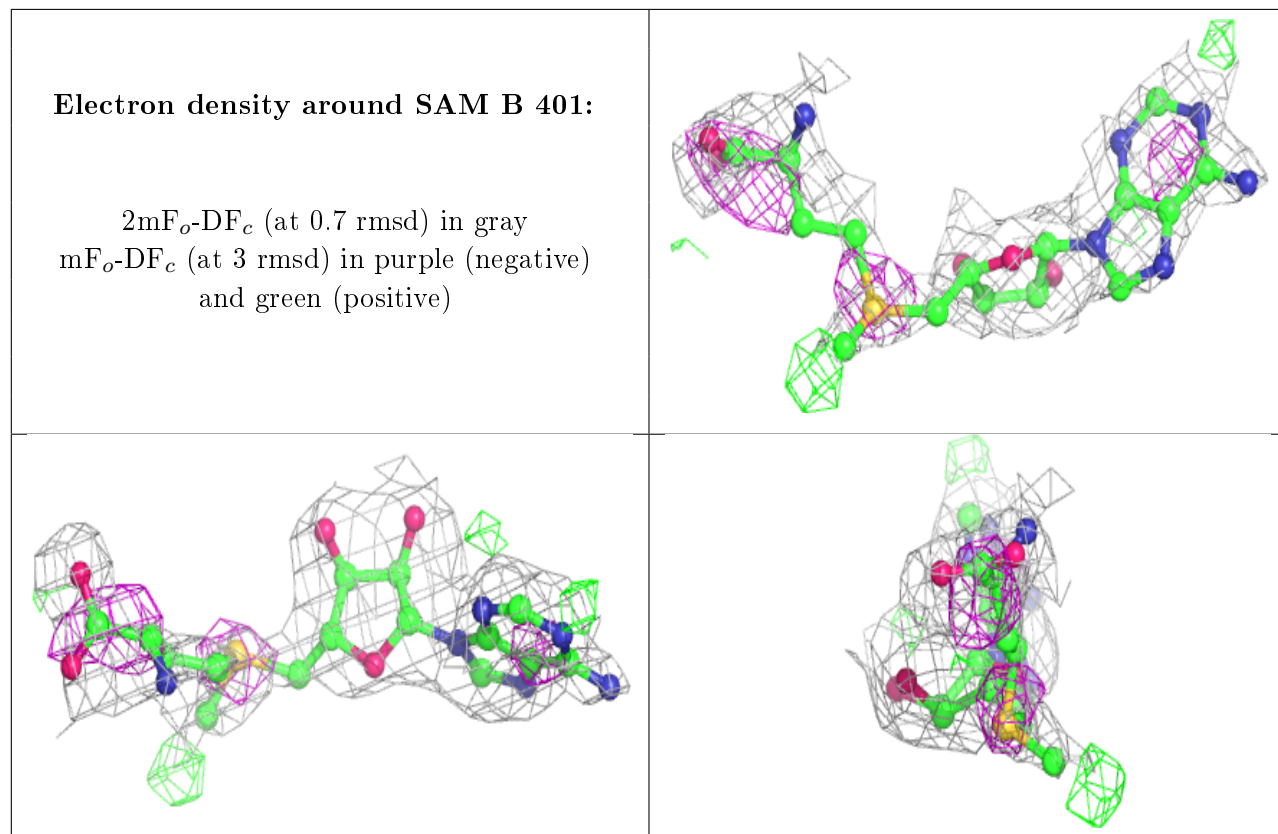 Electron density around SAM B 401:
2mFo-DFc (at 0.7 rmsd) in gray
mFo-DFc (at 3 rmsd) in purple (negative)
and green (positive)